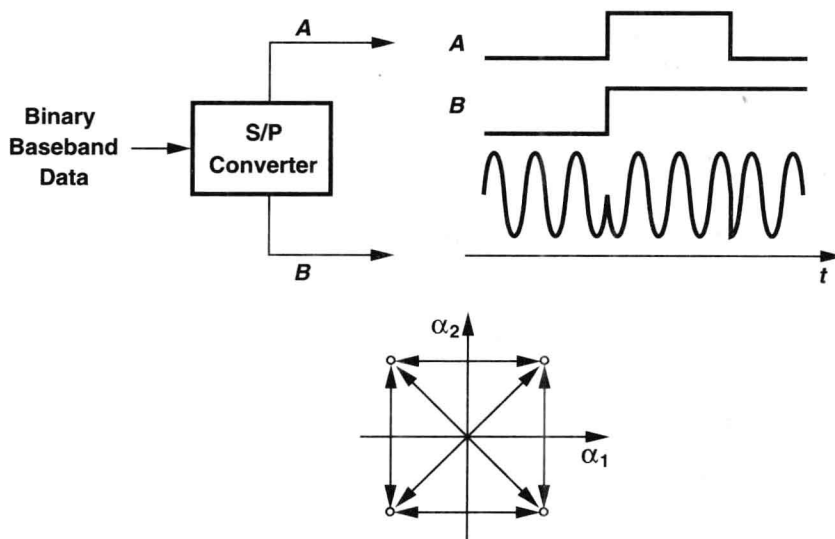 A
Binary
Baseband
Data
S/P
Converter
B
A
B
t
α2
α1